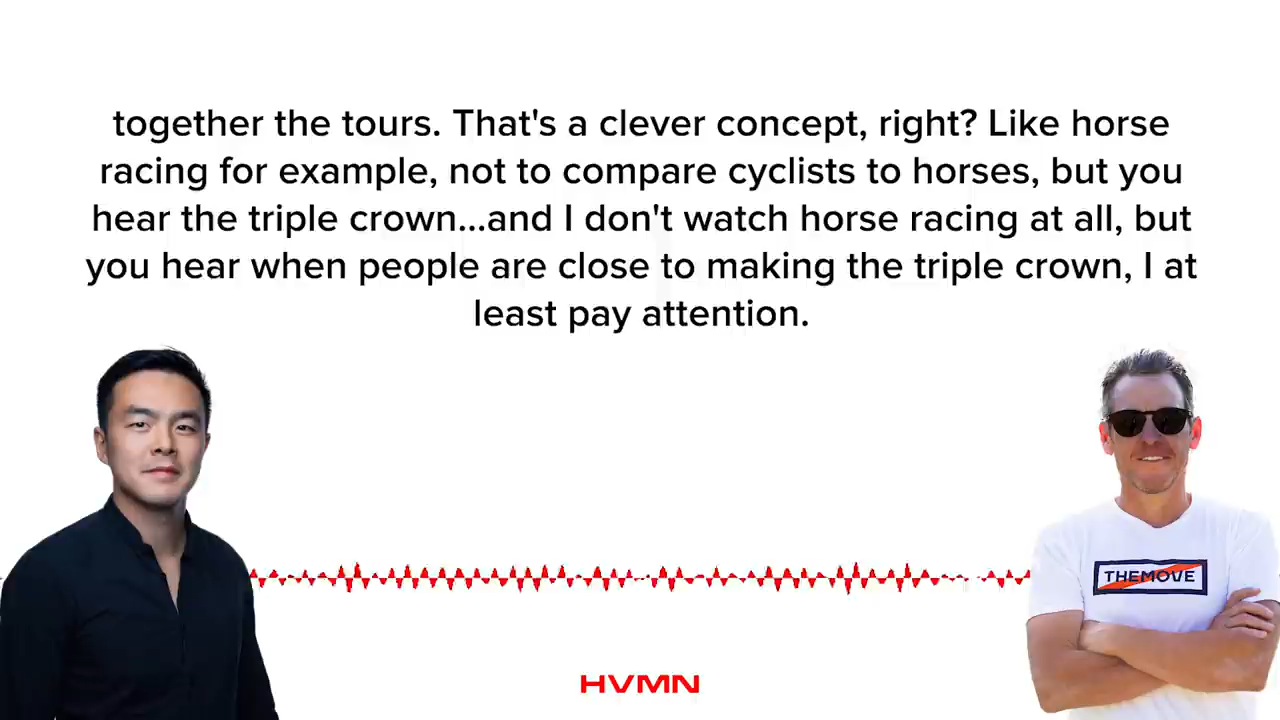 together the tours. That's a clever concept, right? Like horse
racing for example, not to compare cyclists to horses, but you
hear the triple crown...and I don't watch horse racing at all, but
you hear when people are close to making the triple crown, I at
least pay attention.
THEMOVE
HVMN